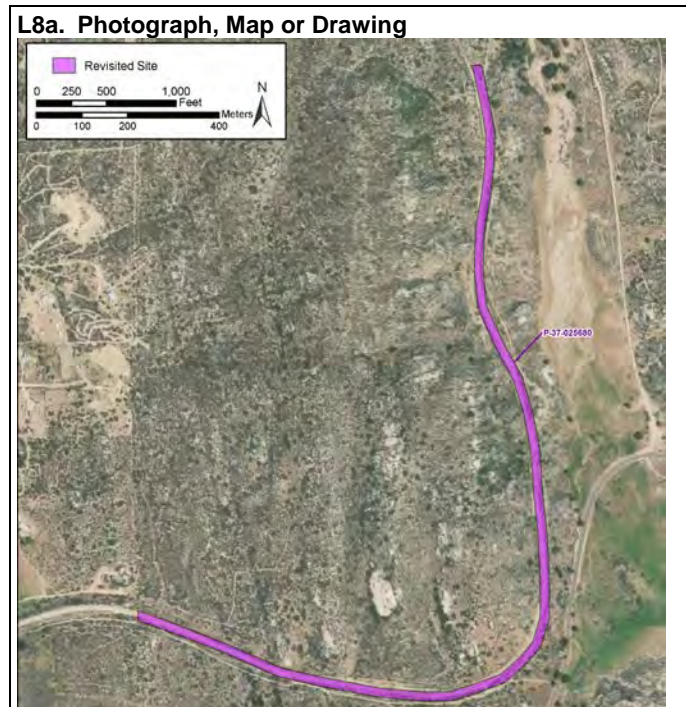 L8a. Photograph, Map or Drawing
Revisited Site
0 250 500 1,000
Feet
N
Meters
0 100 200 400
P-37-025680